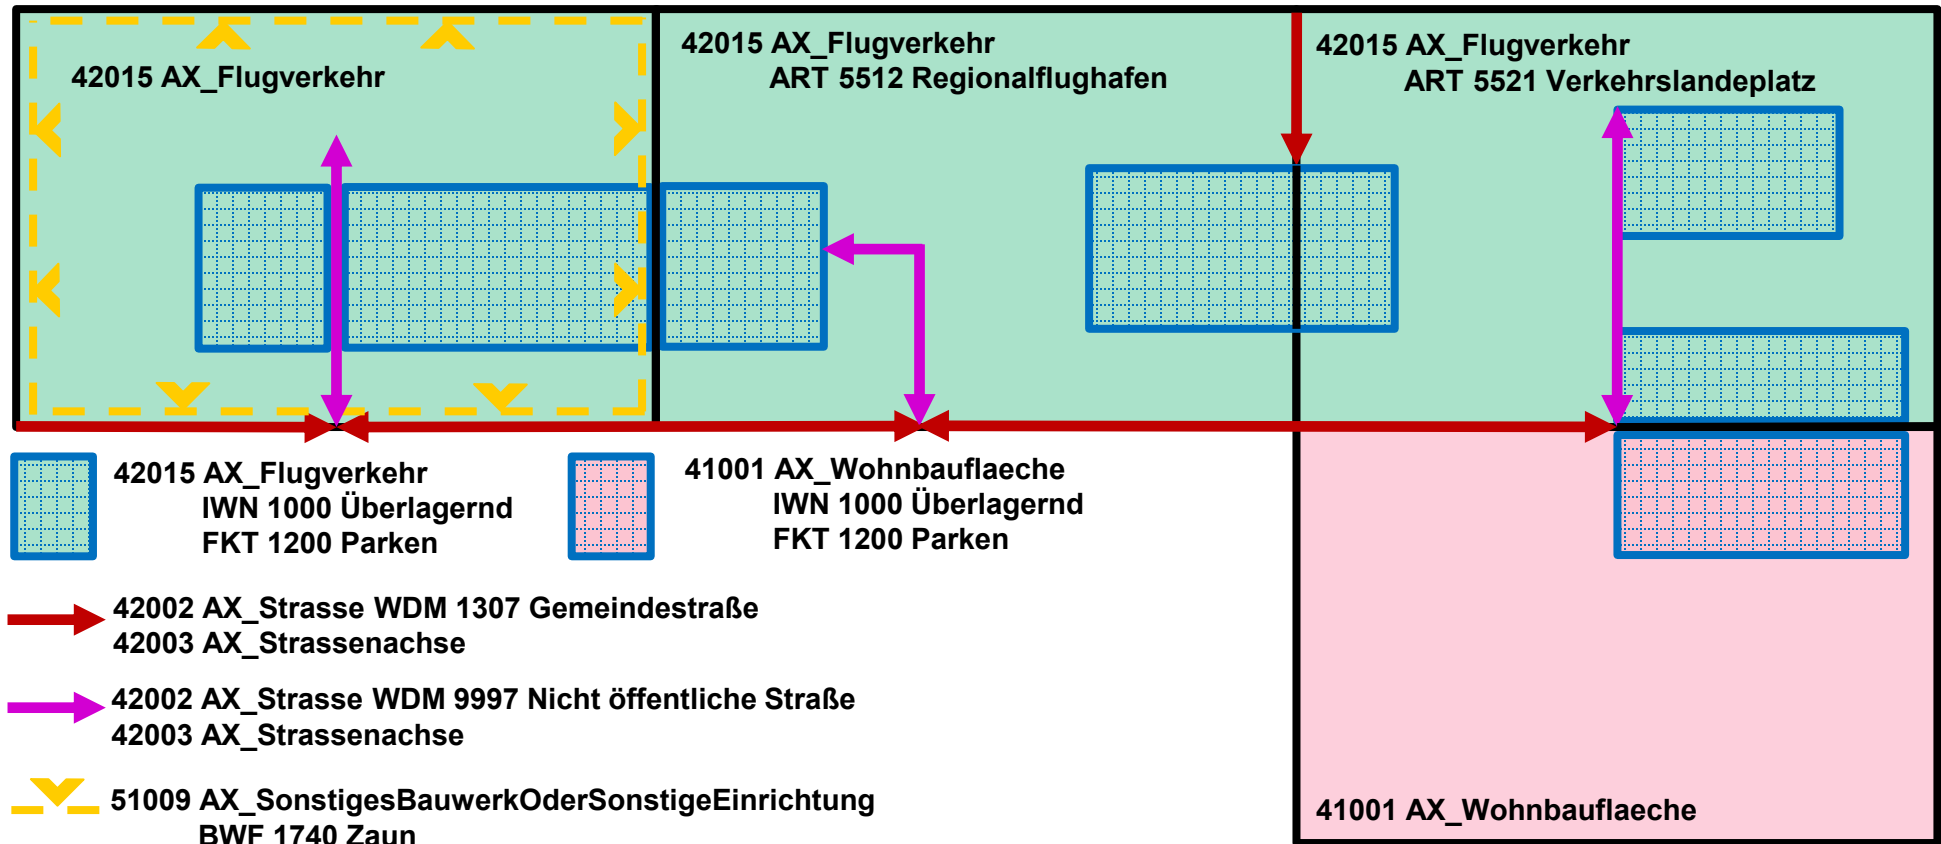 42015 AX_Flugverkehr
42015 AX_Flugverkehr
ART 5512 Regionalflughafen
42015 AX_Flugverkehr
ART 5521 Verkehrslandeplatz
42015 AX_Flugverkehr
IWN 1000 Überlagernd
FKT 1200 Parken
41001 AX_Wohnbauflaeche
IWN 1000 Überlagernd
FKT 1200 Parken
42002 AX_Strasse WDM 1307 Gemeindestraße
42003 AX_Strassenachse
42002 AX_Strasse WDM 9997 Nicht öffentliche Straße
42003 AX_Strassenachse
51009 AX_SonstigesBauwerkOderSonstigeEinrichtung
BWF 1740 Zaun
41001 AX_Wohnbauflaeche